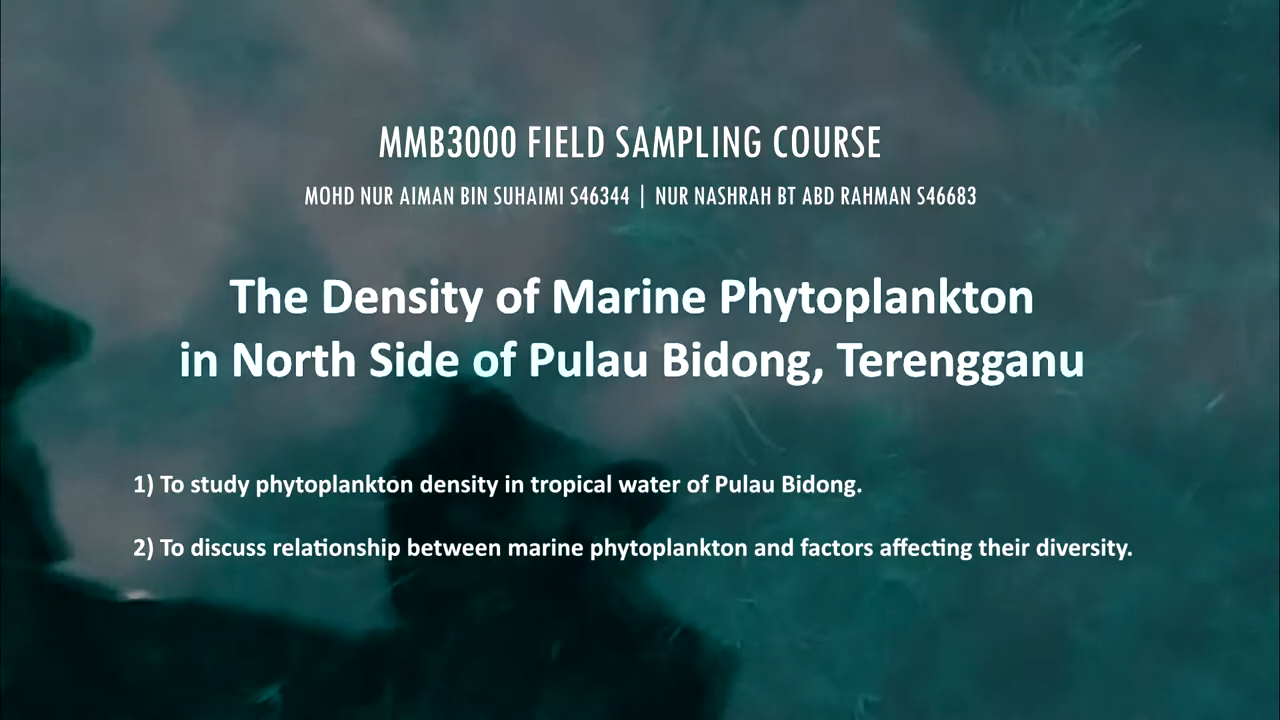 MMB3000 FIELD SAMPLING COURSE
MOHD NUR AIMAN BIN SUHAIMI S46344 | NUR NASHRAH BT ABD RAHMAN S46683
The Density of Marine Phytoplankton
in North Side of Pulau Bidong, Terengganu
1) To study phytoplankton density in tropical water of Pulau Bidong.
2) To discuss relationship between marine phytoplankton and factors affecting their diversity.